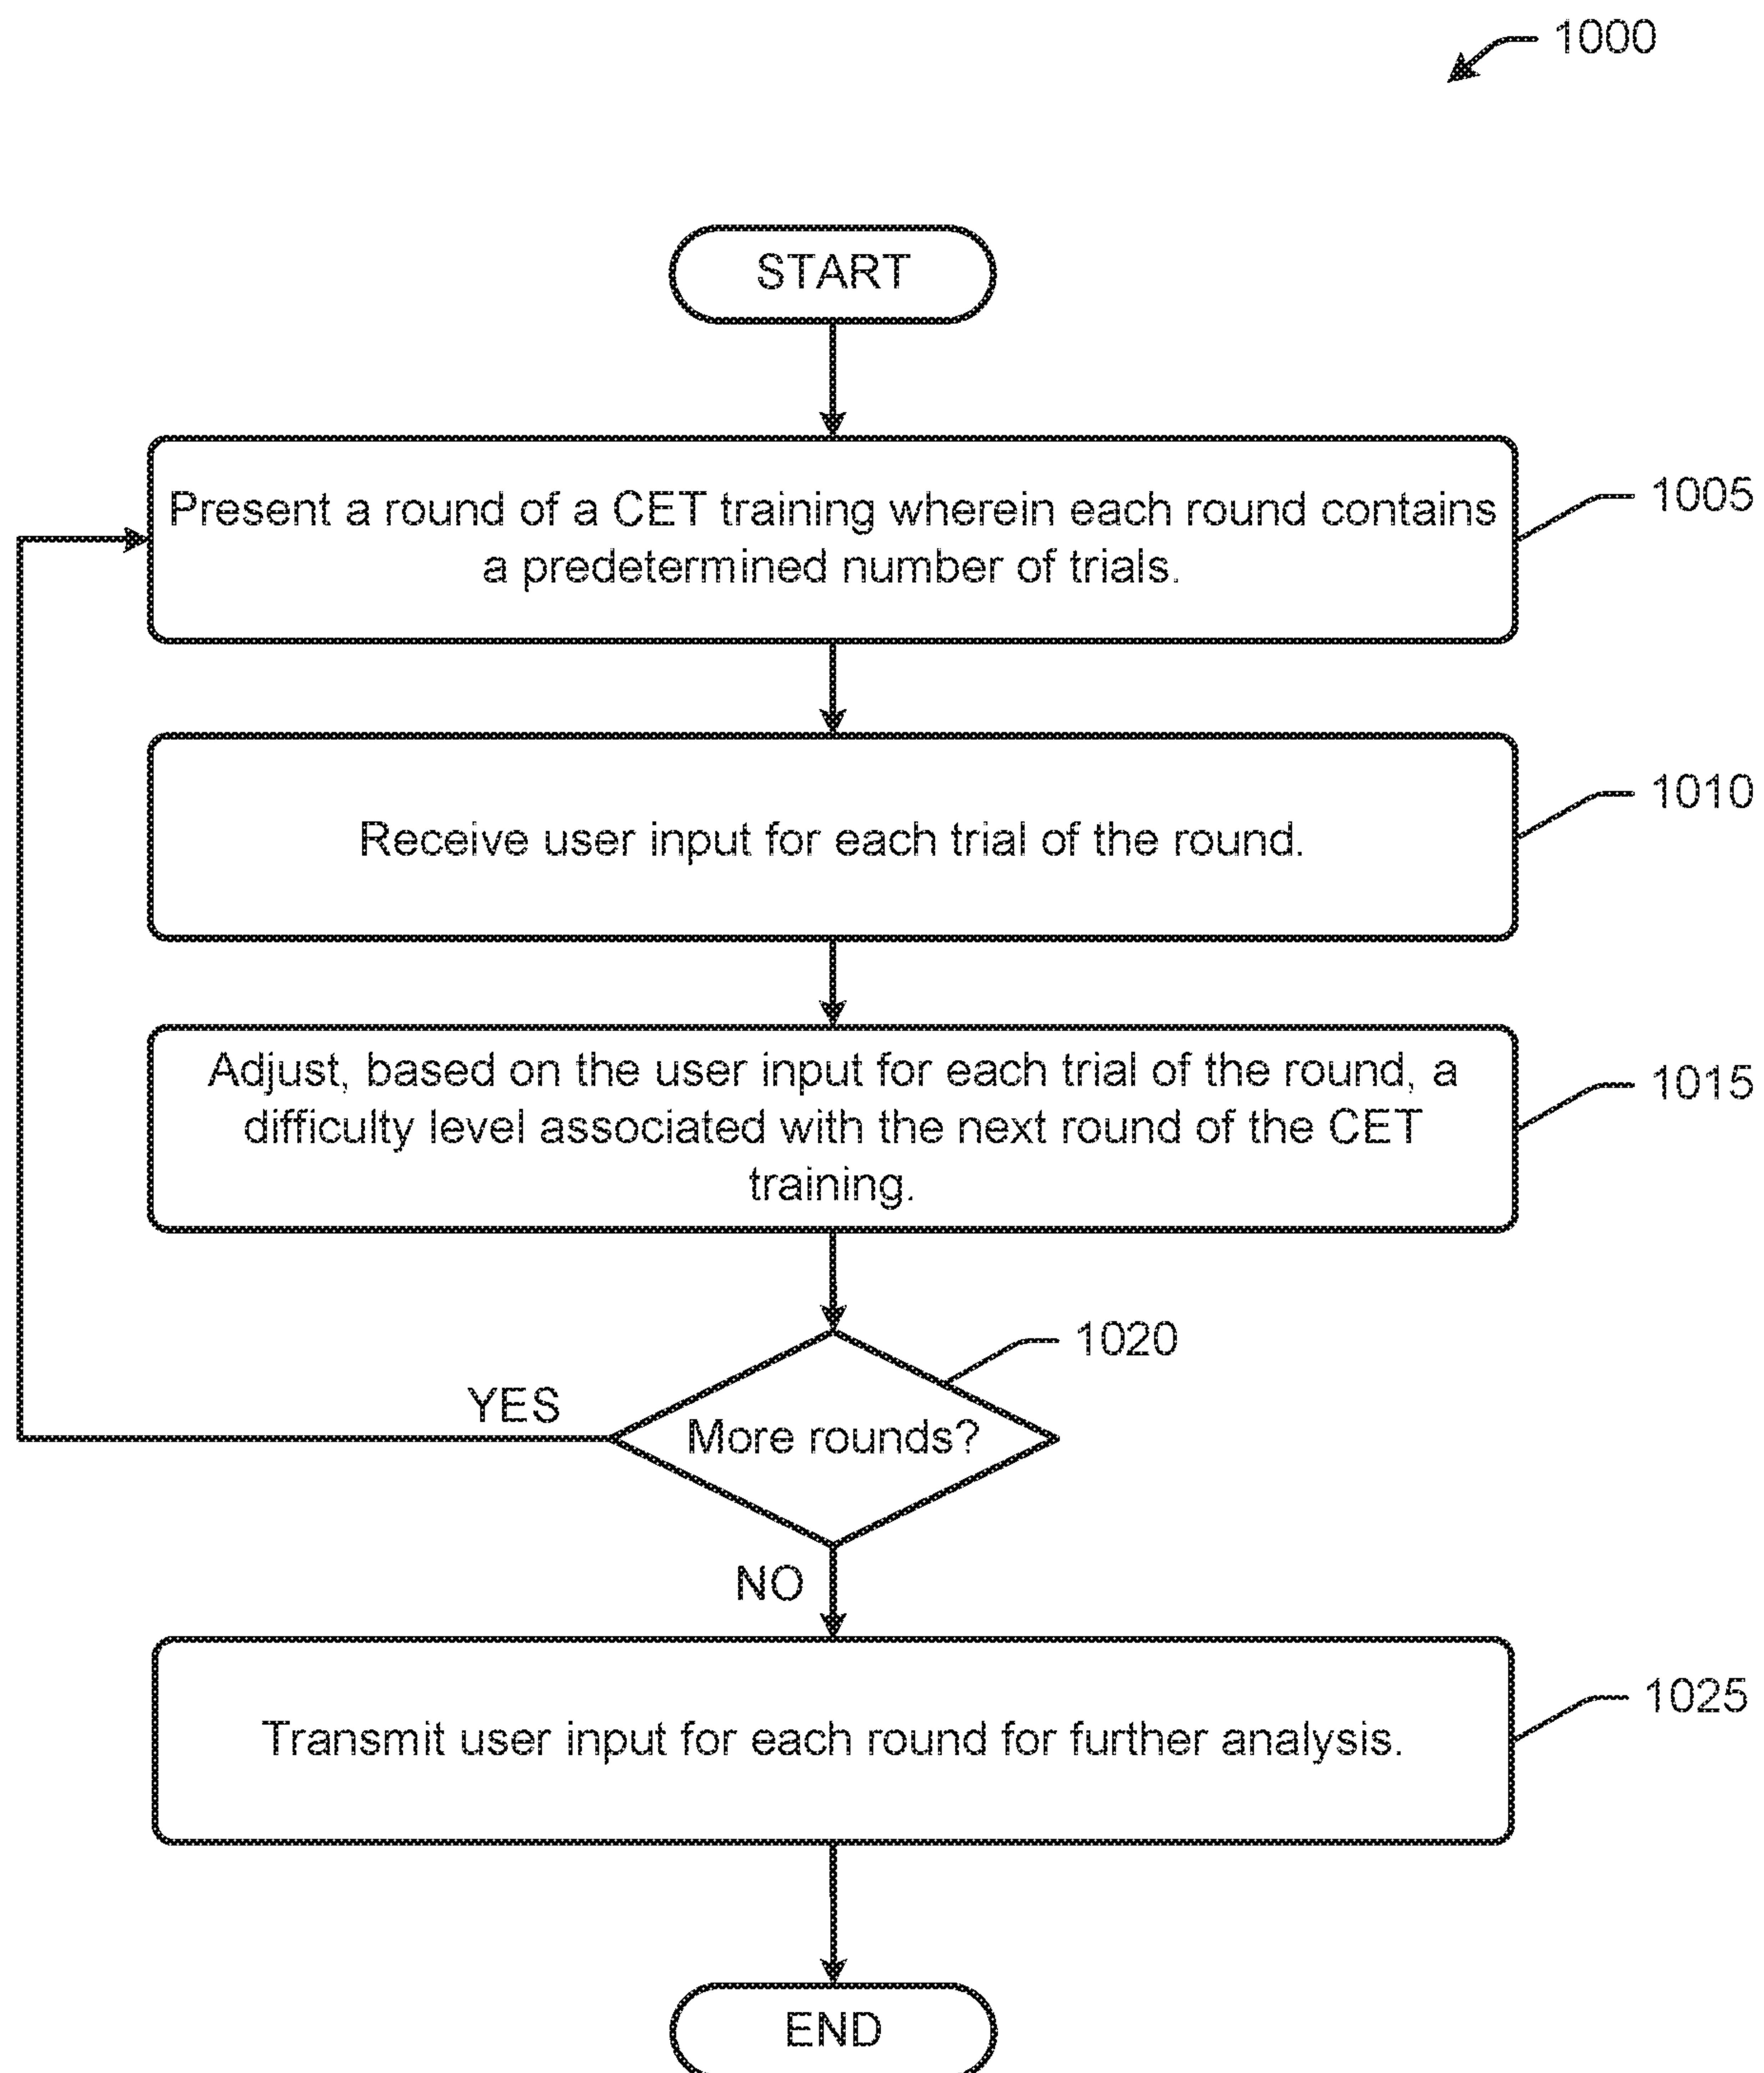 1000
START
Present a round of a CET training wherein each round contains
a predetermined number of trials.
1005
Receive user input for each trial of the round.
1010
Adjust, based on the user input for each trial of the round, a
difficulty level associated with the next round of the CET
training.
1015
1020
YES
More rounds?
NO
Transmit user input for each round for further analysis.
1025
END